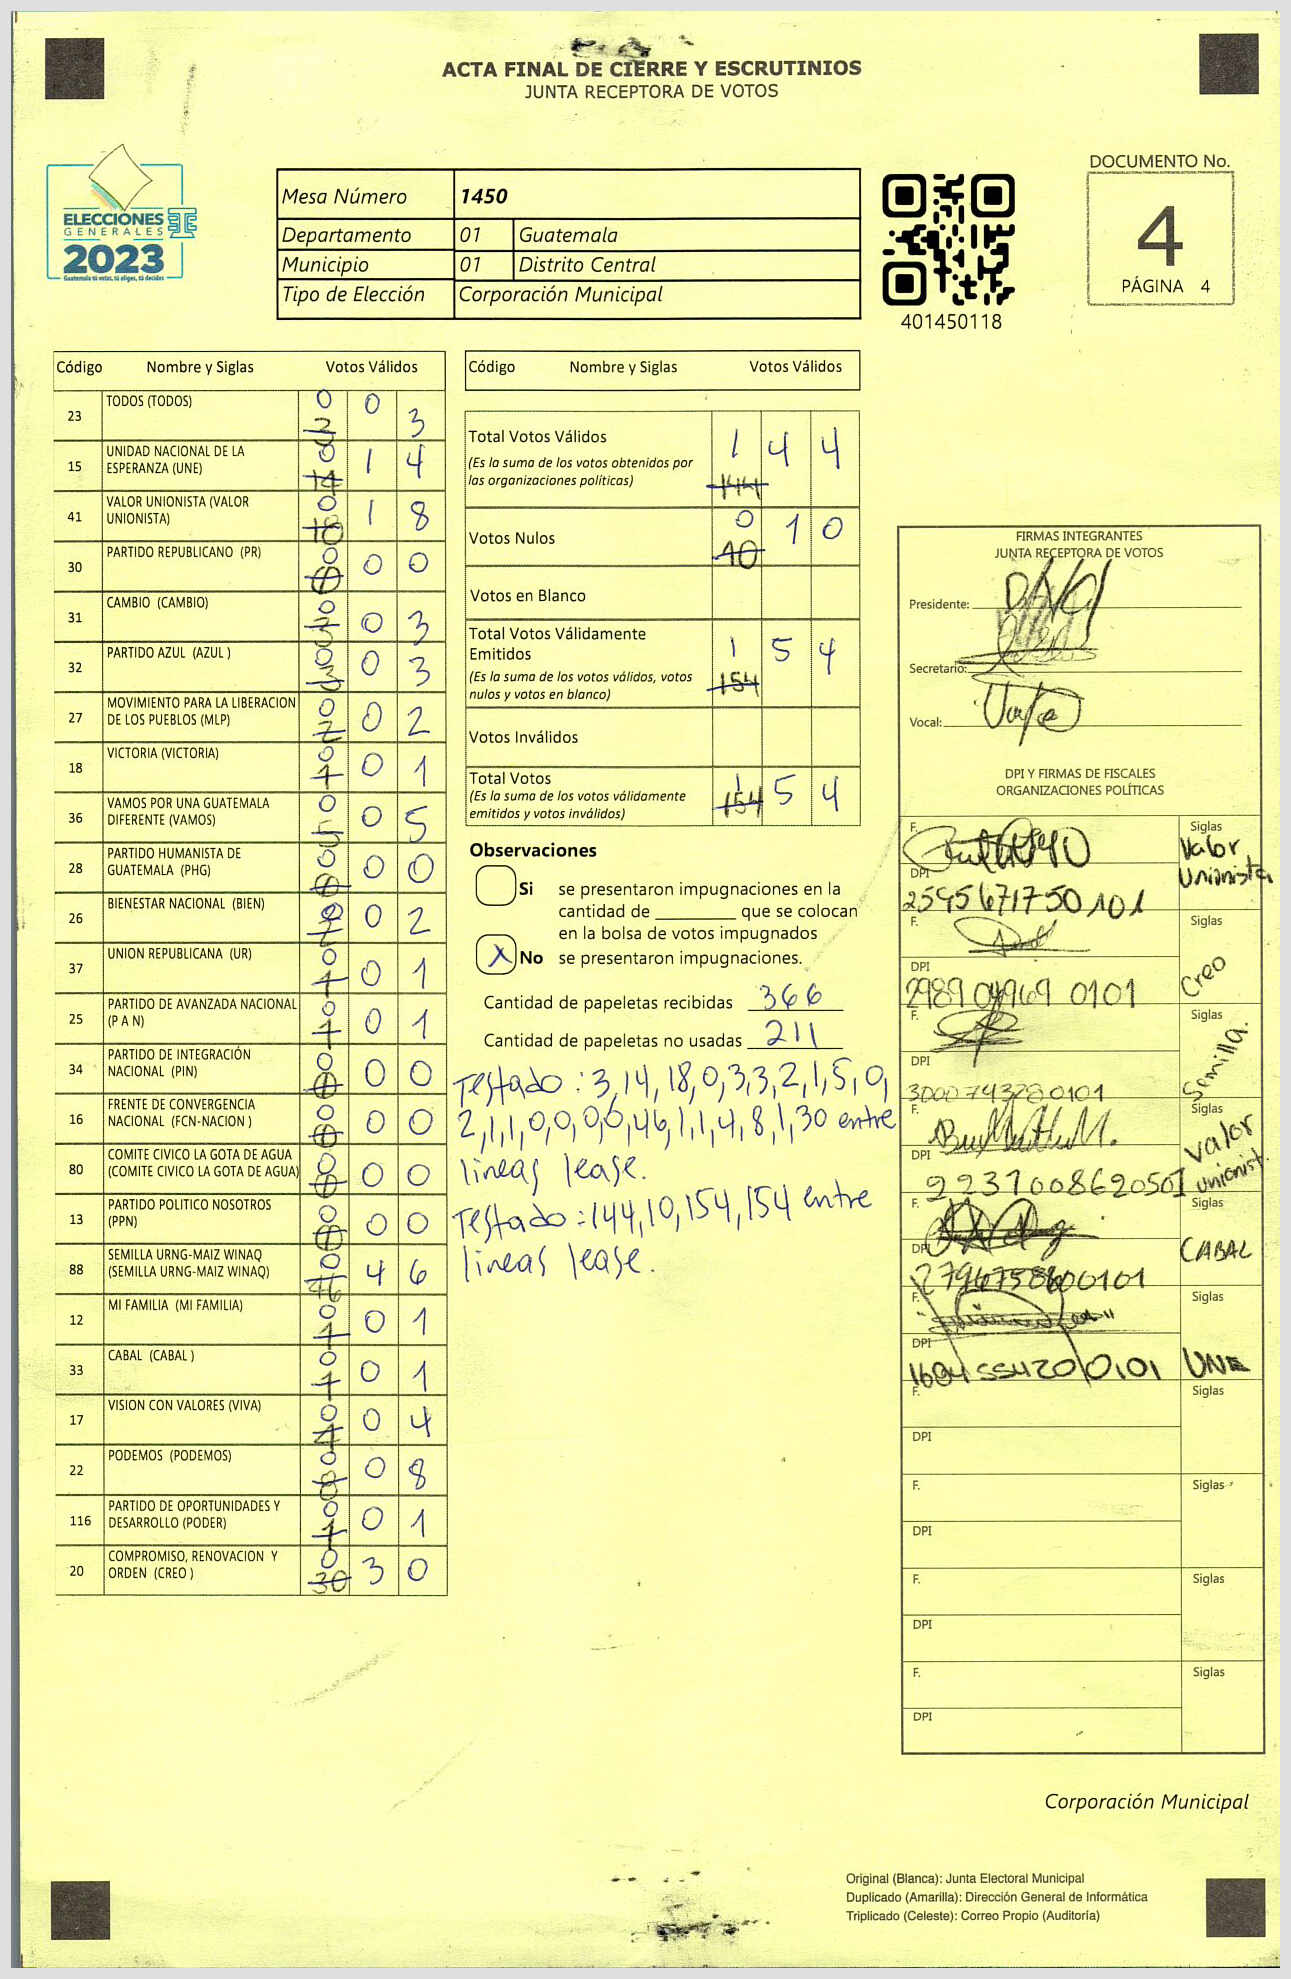 ACTA FINAL DE CIERRE Y ESCRUTINIOS
JUNTA RECEPTORA DE VOTOS
ELECCIONES
GENERALES
2023
Guatemala tú votas, tú eliges, tú decides
Mesa Número 1450
Departamento 01 Guatemala
Municipio 01 Distrito Central
Tipo de Elección Corporación Municipal
401450118
DOCUMENTO No.
4
PÁGINA 4
Código Nombre y Siglas Votos Válidos
23 TODOS (TODOS) 0 0 3
15 UNIDAD NACIONAL DE LA ESPERANZA (UNE) 0 1 4
41 VALOR UNIONISTA (VALOR UNIONISTA) 0 1 8
30 PARTIDO REPUBLICANO (PR) 0 0 0
31 CAMBIO (CAMBIO) 0 0 3
32 PARTIDO AZUL (AZUL ) 0 0 3
27 MOVIMIENTO PARA LA LIBERACION DE LOS PUEBLOS (MLP) 0 0 2
18 VICTORIA (VICTORIA) 0 0 1
36 VAMOS POR UNA GUATEMALA DIFERENTE (VAMOS) 0 0 5
28 PARTIDO HUMANISTA DE GUATEMALA (PHG) 0 0 0
26 BIENESTAR NACIONAL (BIEN) 0 0 2
37 UNION REPUBLICANA (UR) 0 0 1
25 PARTIDO DE AVANZADA NACIONAL (P A N) 0 0 1
34 PARTIDO DE INTEGRACIÓN NACIONAL (PIN) 0 0 0
16 FRENTE DE CONVERGENCIA NACIONAL (FCN-NACION ) 0 0 0
80 COMITE CIVICO LA GOTA DE AGUA (COMITE CIVICO LA GOTA DE AGUA) 0 0 0
13 PARTIDO POLITICO NOSOTROS (PPN) 0 0 0
88 SEMILLA URNG-MAIZ WINAQ (SEMILLA URNG-MAIZ WINAQ) 0 4 6
12 MI FAMILIA (MI FAMILIA) 0 0 1
33 CABAL (CABAL ) 0 0 1
17 VISION CON VALORES (VIVA) 0 0 4
22 PODEMOS (PODEMOS) 0 0 8
116 PARTIDO DE OPORTUNIDADES Y DESARROLLO (PODER) 0 0 1
20 COMPROMISO, RENOVACION Y ORDEN (CREO ) 0 3 0
Código Nombre y Siglas Votos Válidos
Total Votos Válidos 1 4 4
(Es la suma de los votos obtenidos por
las organizaciones políticas) 144
Votos Nulos 0 1 0
10
Votos en Blanco
Total Votos Válidamente
Emitidos 1 5 4
(Es la suma de los votos válidos, votos
nulos y votos en blanco) 154
Votos Inválidos
Total Votos 1 5 4
(Es la suma de los votos válidamente
emitidos y votos inválidos) 154
Observaciones
Si se presentaron impugnaciones en la
cantidad de ________ que se colocan
en la bolsa de votos impugnados
X No se presentaron impugnaciones.
Cantidad de papeletas recibidas 366
Cantidad de papeletas no usadas 211
Testado: 3,14,18,0,3,3,2,1,5,0,
2,1,1,0,0,0,0,46,1,1,4,8,1,30 entre
lineas lease.
Testado: 144,10,154,154 entre
lineas lease.
FIRMAS INTEGRANTES
JUNTA RECEPTORA DE VOTOS
Presidente:
Secretario:
Vocal:
DPI Y FIRMAS DE FISCALES
ORGANIZACIONES POLÍTICAS
F. Siglas
Valor
Unionista
DPI
2595671750101
F. Siglas
Creo
DPI
2989 04969 0101
F. Siglas
Semilla.
DPI
3000743280101
F. Siglas
Valor
unionist.
DPI
2237008620501
F. Siglas
CABAL
DPI
2796758600101
F. Siglas
UNE
DPI
F. Siglas
DPI
F. Siglas
DPI
F. Siglas
DPI
F. Siglas
DPI
Corporación Municipal
Original (Blanca): Junta Electoral Municipal
Duplicado (Amarilla): Dirección General de Informática
Triplicado (Celeste): Correo Propio (Auditoría)